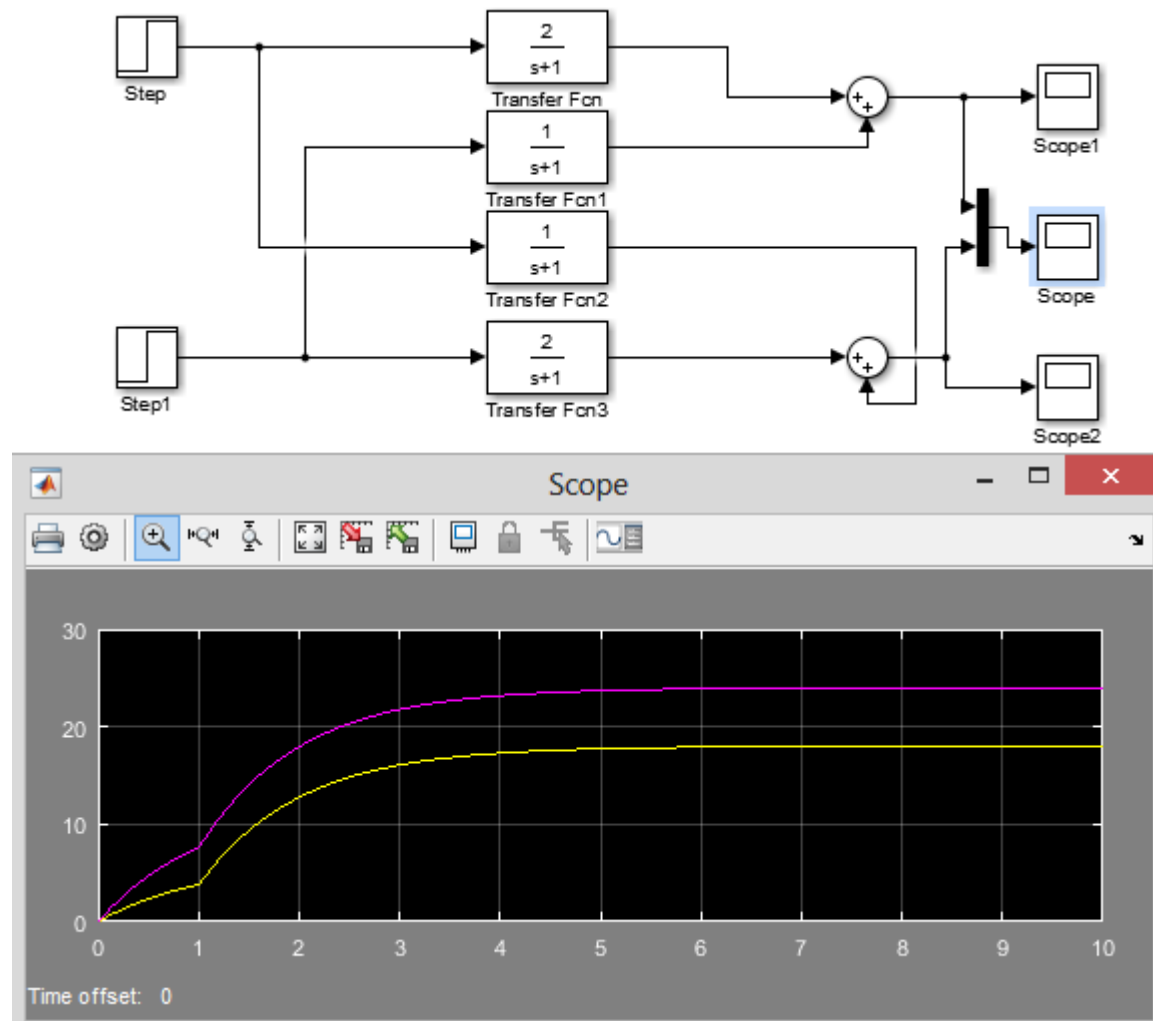 Step
2
s+1
Transfer Fcn
+
+
Scope1
1
s+1
Transfer Fcn1
1
s+1
Transfer Fcn2
Scope
Step1
2
s+1
Transfer Fcn3
+
+
Scope2
Scope
30
20
10
0
0 1 2 3 4 5 6 7 8 9 10
Time offset: 0